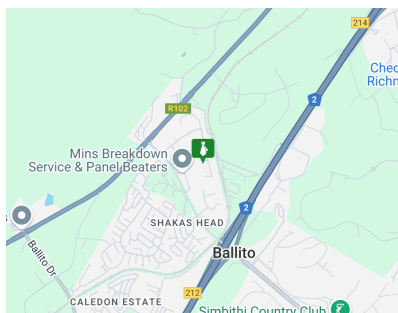 214
Chec
Richm
2
R102
Mins Breakdown
Service & Panel Beaters
s
2
SHAKAS HEAD
Ballito Dr
Ballito
212
CALEDON ESTATE
Simbithi Country Club